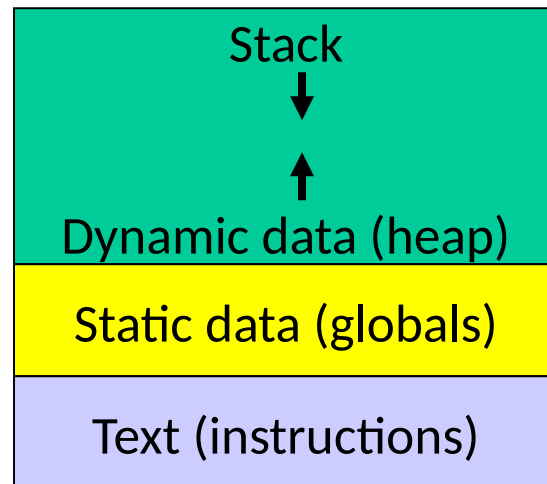 Stack
Dynamic data (heap)
Static data (globals)
Text (instructions)